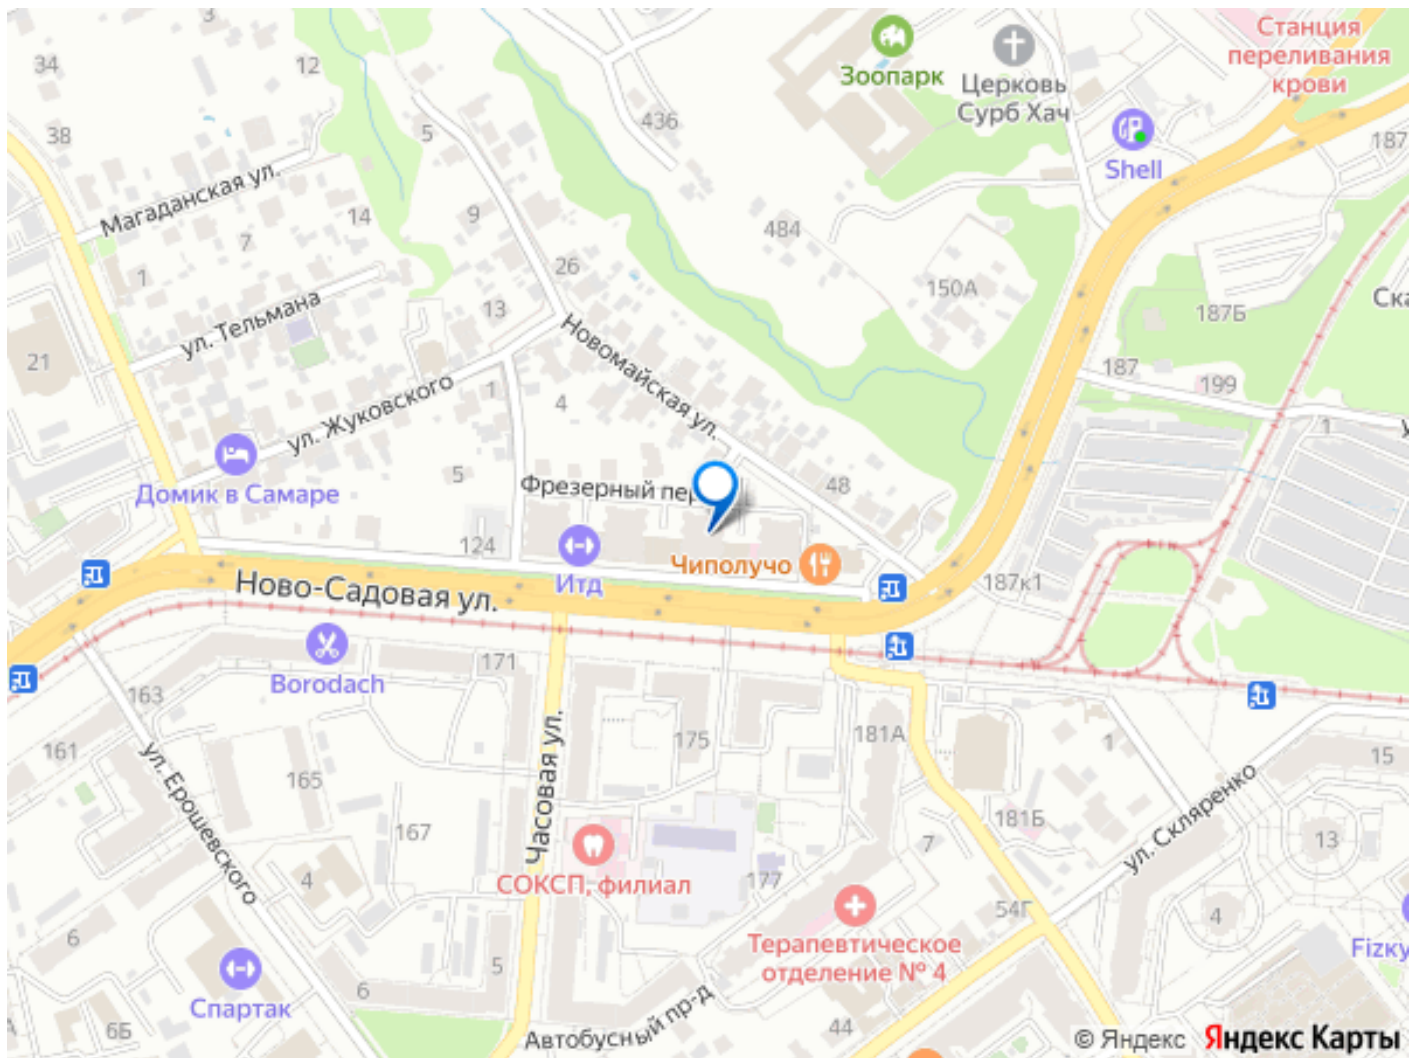 Станция
переливания
крови
34
12
Зоопарк
Церковь
Сурб Хач
436
5
38
187
Shell
Магаданская ул.
14
9
7
484
1
26
150А
Ска
13
ул. Тельмана
187Б
Новомайская ул.
21
187
199
1
4
ул. Жуковского
1
5
Домик в Самаре
Фрезерный пер
48
124
Чиполучо
Итд
187к1
Ново-Садовая ул.
Borodach
171
163
161
165
175
181А
1
15
ул. Ерошевского
Часовая ул.
ул. Скляренко
167
181Б
13
7
4
177
СОКСП, филиал
54Г
4
6
Терапевтическое
отделение № 4
Fizку
5
6
Спартак
6Б
Автобусный пр-д
44
© Яндекс Яндекс Карты